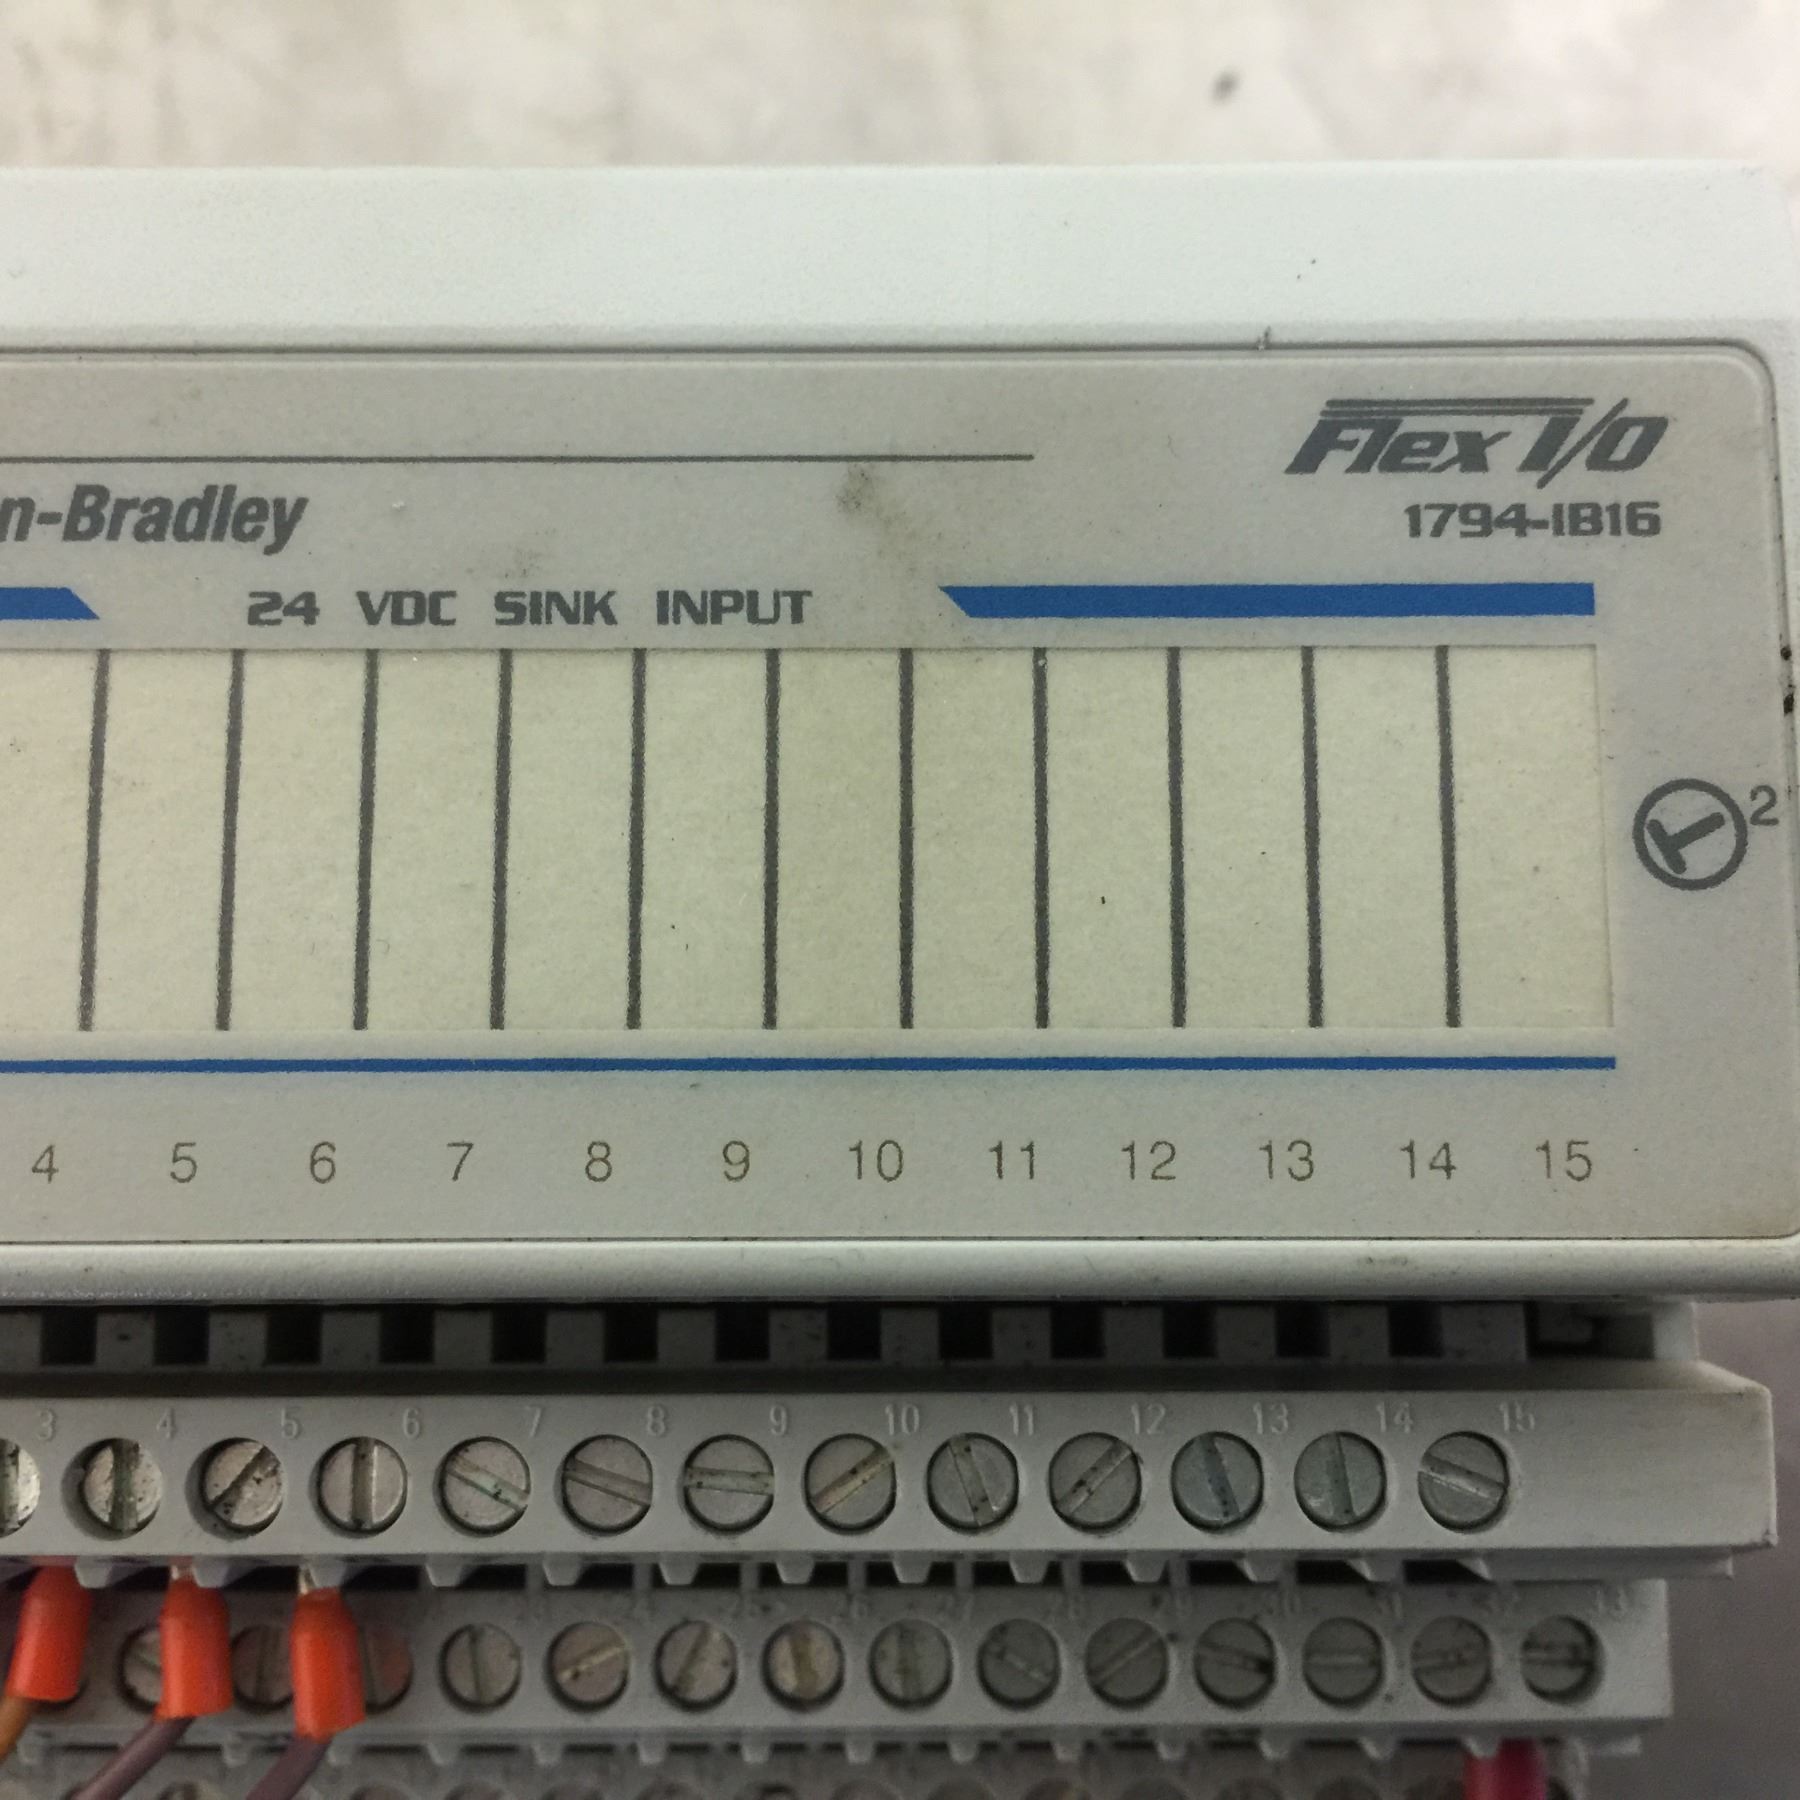 Flex I/O
n-Bradley
1794-IB16
24 VDC SINK INPUT
2
4 5 6 7 8 9 10 11 12 13 14 15
3 4 5 6 7 8 9 10 11 12 13 14 15